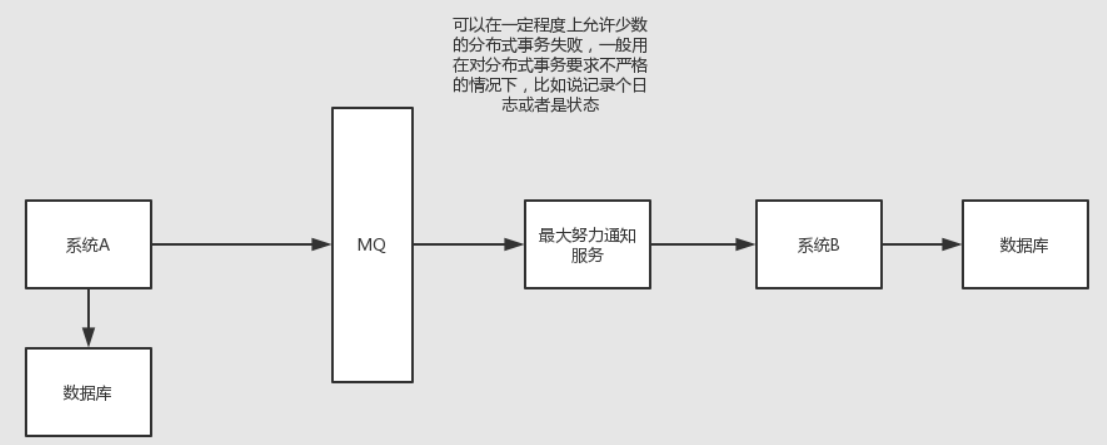 可以在一定程度上允许少数
的分布式事务失败，一般用
在对分布式事务要求不严格
的情况下，比如说记录个日
志或者是状态
系统A
MQ
最大努力通知
服务
系统B
数据库
数据库